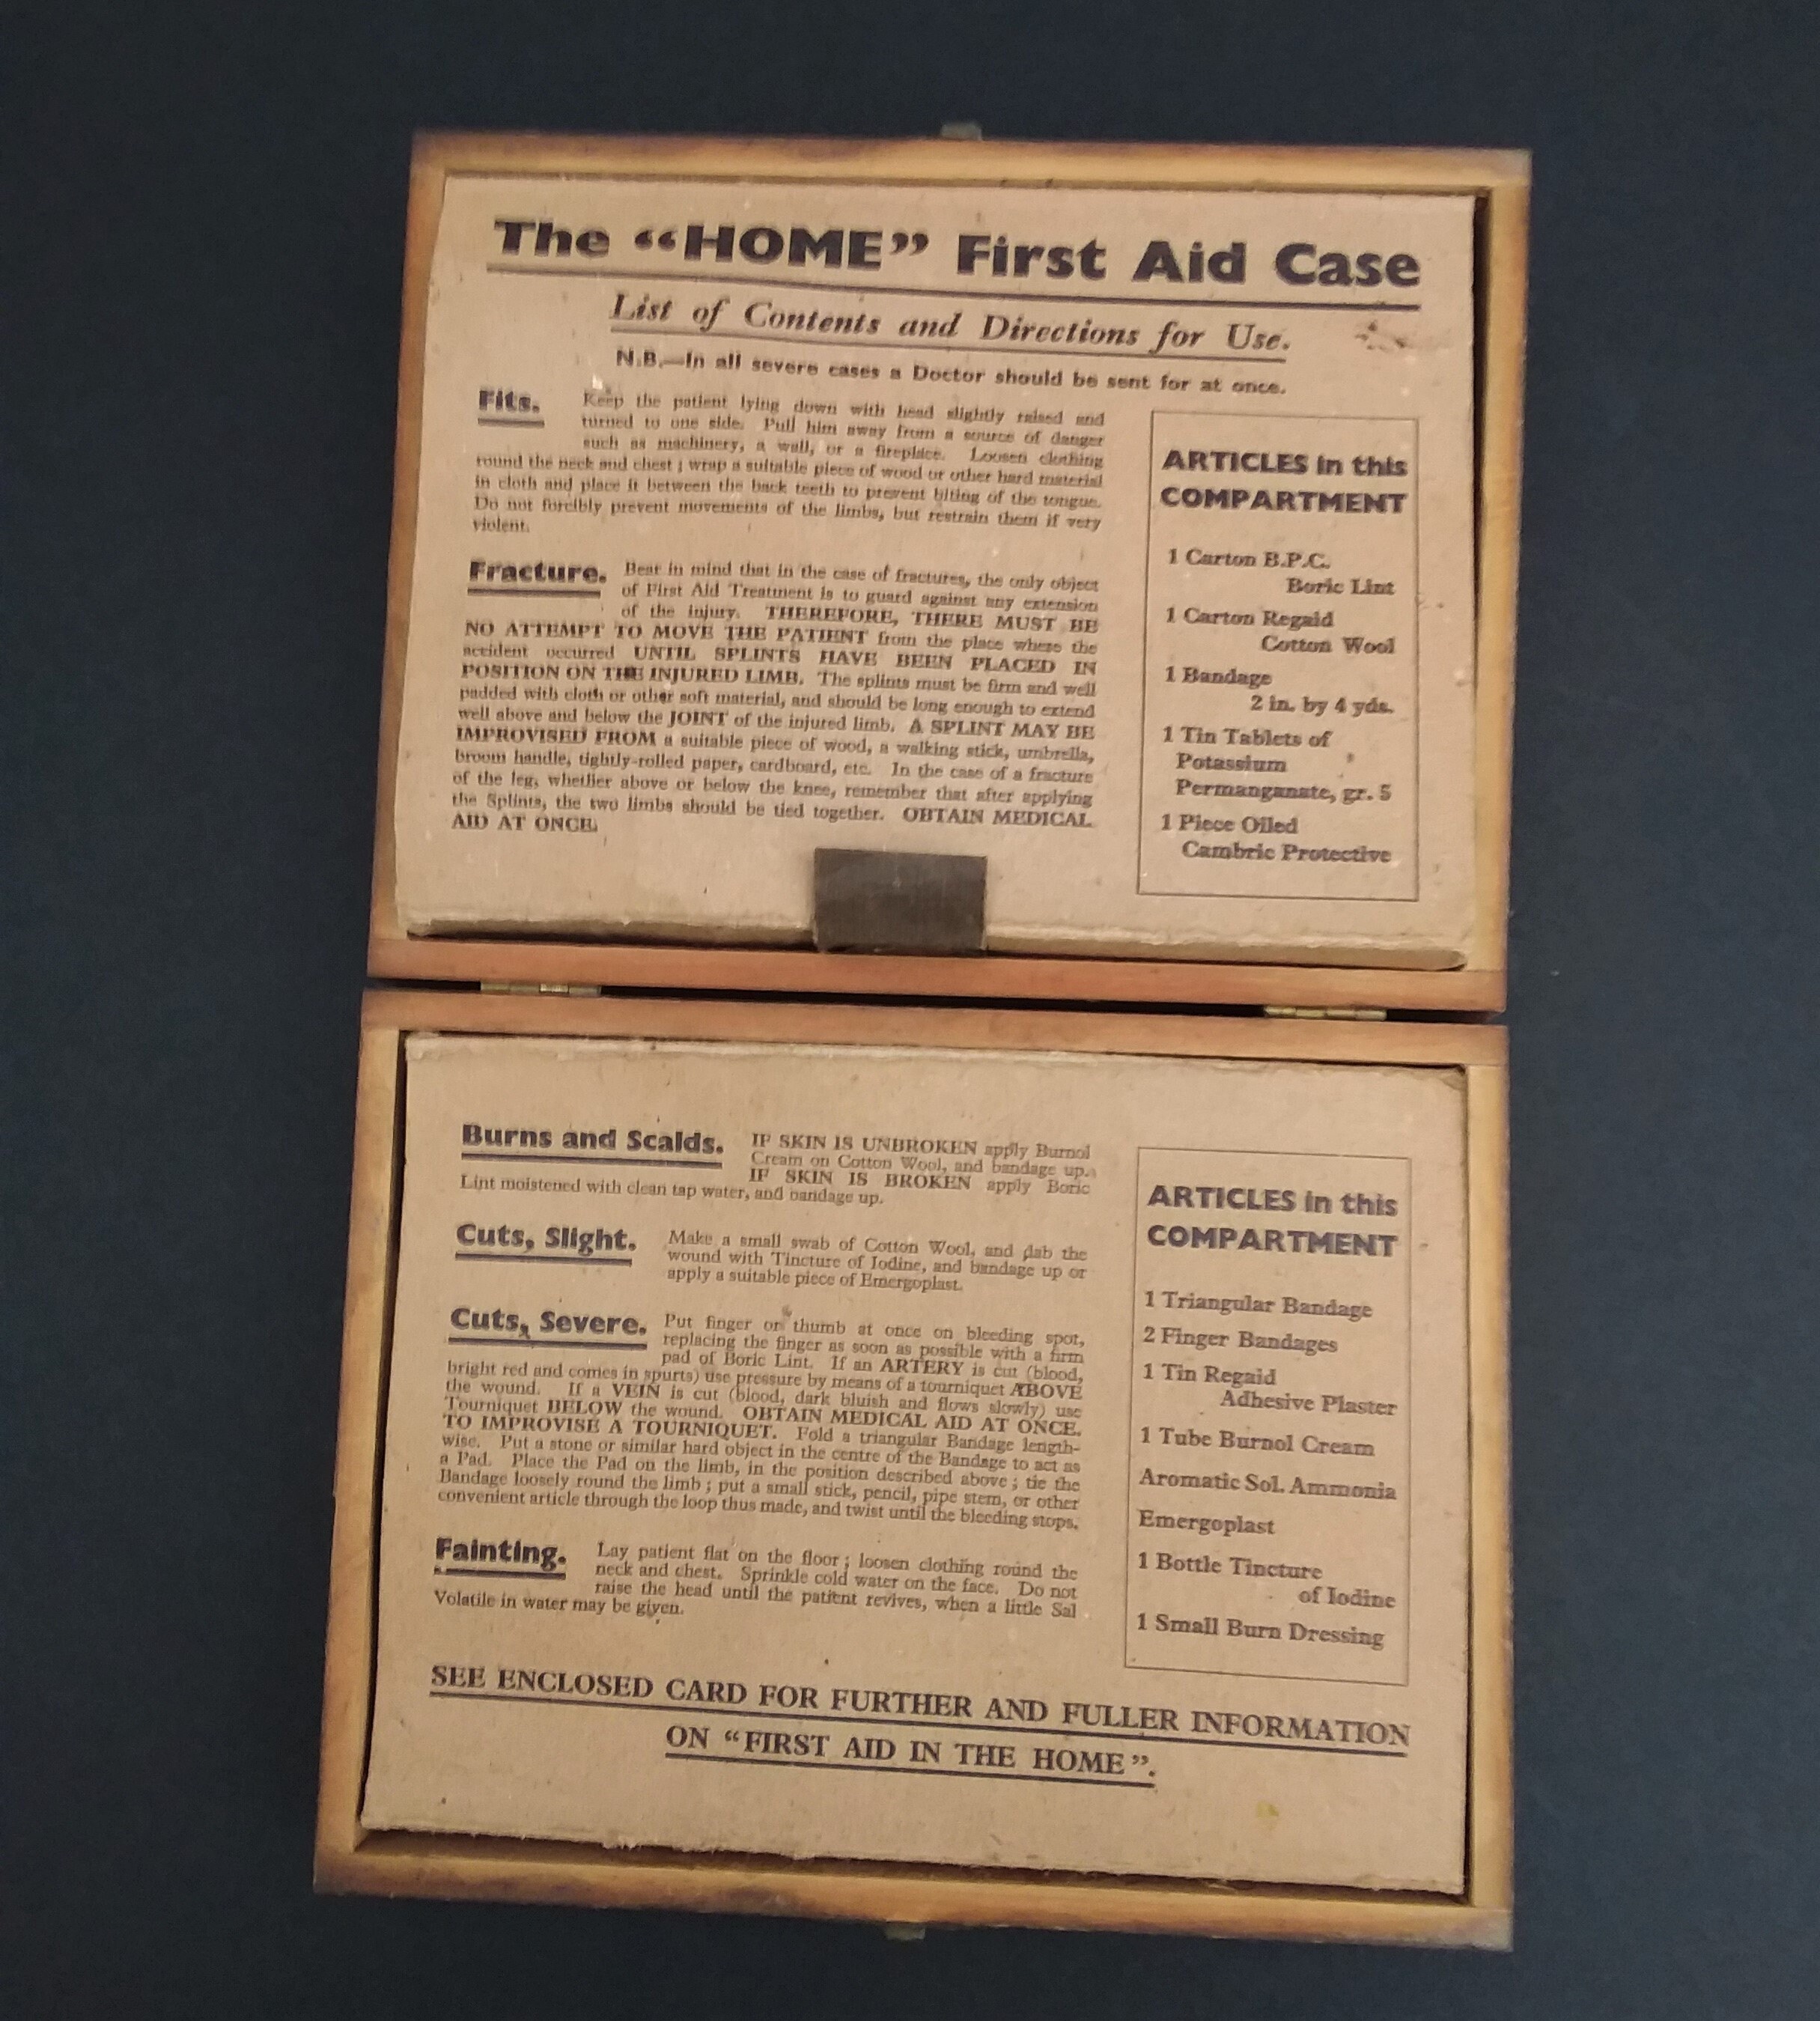 The “HOME” First Aid Case
List of Contents and Directions for Use.
N.B.—In all severe cases a Doctor should be sent for at once.
Fits. Keep the patient lying down with head slightly raised and
turned to one side. Pull him away from a source of danger
such as machinery, a wall, or a fireplace. Loosen clothing
round the neck and chest ; wrap a suitable piece of wood or other hard material
in cloth and place it between the back teeth to prevent biting of the tongue.
Do not forcibly prevent movements of the limbs, but restrain them if very
violent.
Fracture. Bear in mind that in the case of fractures, the only object
of First Aid Treatment is to guard against any extension
of the injury. THEREFORE, THERE MUST BE
NO ATTEMPT TO MOVE THE PATIENT from the place where the
accident occurred UNTIL SPLINTS HAVE BEEN PLACED IN
POSITION ON THE INJURED LIMB. The splints must be firm and well
padded with cloth or other soft material, and should be long enough to extend
well above and below the JOINT of the injured limb. A SPLINT MAY BE
IMPROVISED FROM a suitable piece of wood, a walking stick, umbrella,
broom handle, tightly-rolled paper, cardboard, etc. In the case of a fracture
of the leg, whether above or below the knee, remember that after applying
the Splints, the two limbs should be tied together. OBTAIN MEDICAL
AID AT ONCE.
ARTICLES in this
COMPARTMENT
1 Carton B.P.C.
Boric Lint
1 Carton Regaid
Cotton Wool
1 Bandage
2 in. by 4 yds.
1 Tin Tablets of
Potassium
Permanganate, gr. 5
1 Piece Oiled
Cambric Protective
Burns and Scalds. IF SKIN IS UNBROKEN apply Burnol
Cream on Cotton Wool, and bandage up.
IF SKIN IS BROKEN apply Boric
Lint moistened with clean tap water, and bandage up.
Cuts, Slight. Make a small swab of Cotton Wool, and dab the
wound with Tincture of Iodine, and bandage up or
apply a suitable piece of Emergoplast.
Cuts, Severe. Put finger or thumb at once on bleeding spot,
replacing the finger as soon as possible with a firm
pad of Boric Lint. If an ARTERY is cut (blood,
bright red and comes in spurts) use pressure by means of a tourniquet ABOVE
the wound. If a VEIN is cut (blood, dark bluish and flows slowly) use
Tourniquet BELOW the wound. OBTAIN MEDICAL AID AT ONCE.
TO IMPROVISE A TOURNIQUET. Fold a triangular Bandage length-
wise. Put a stone or similar hard object in the centre of the Bandage to act as
a Pad. Place the Pad on the limb, in the position described above ; tie the
Bandage loosely round the limb ; put a small stick, pencil, pipe stem, or other
convenient article through the loop thus made, and twist until the bleeding stops.
Fainting. Lay patient flat on the floor ; loosen clothing round the
neck and chest. Sprinkle cold water on the face. Do not
raise the head until the patient revives, when a little Sal
Volatile in water may be given.
ARTICLES in this
COMPARTMENT
1 Triangular Bandage
2 Finger Bandages
1 Tin Regaid
Adhesive Plaster
1 Tube Burnol Cream
Aromatic Sol. Ammonia
Emergoplast
1 Bottle Tincture
of Iodine
1 Small Burn Dressing
SEE ENCLOSED CARD FOR FURTHER AND FULLER INFORMATION
ON “FIRST AID IN THE HOME”.